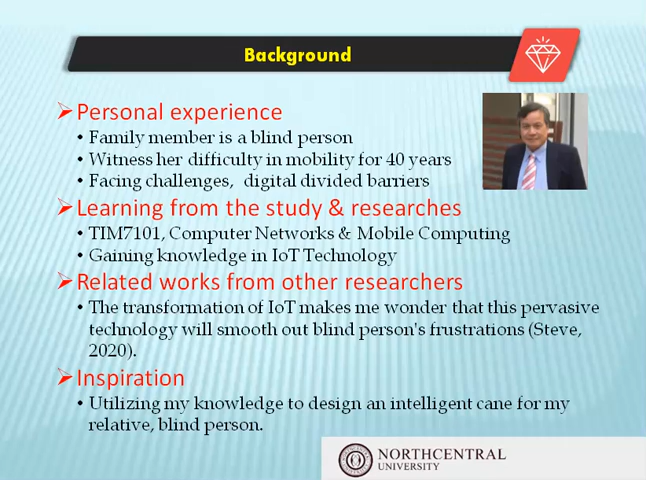 Background
➢Personal experience
• Family member is a blind person
• Witness her difficulty in mobility for 40 years
• Facing challenges, digital divided barriers
➢Learning from the study & researches
• TIM7101, Computer Networks & Mobile Computing
• Gaining knowledge in IoT Technology
➢Related works from other researchers
• The transformation of IoT makes me wonder that this pervasive
technology will smooth out blind person's frustrations (Steve,
2020).
➢Inspiration
• Utilizing my knowledge to design an intelligent cane for my
relative, blind person.
NORTHCENTRAL
UNIVERSITY